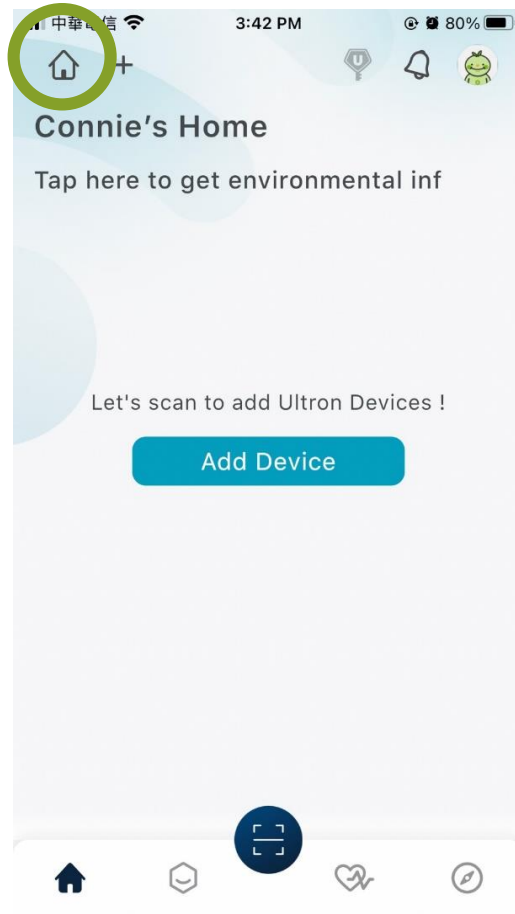 中華電信 3:42 PM 80%
U
Connie's Home
Tap here to get environmental inf
Let's scan to add Ultron Devices !
Add Device